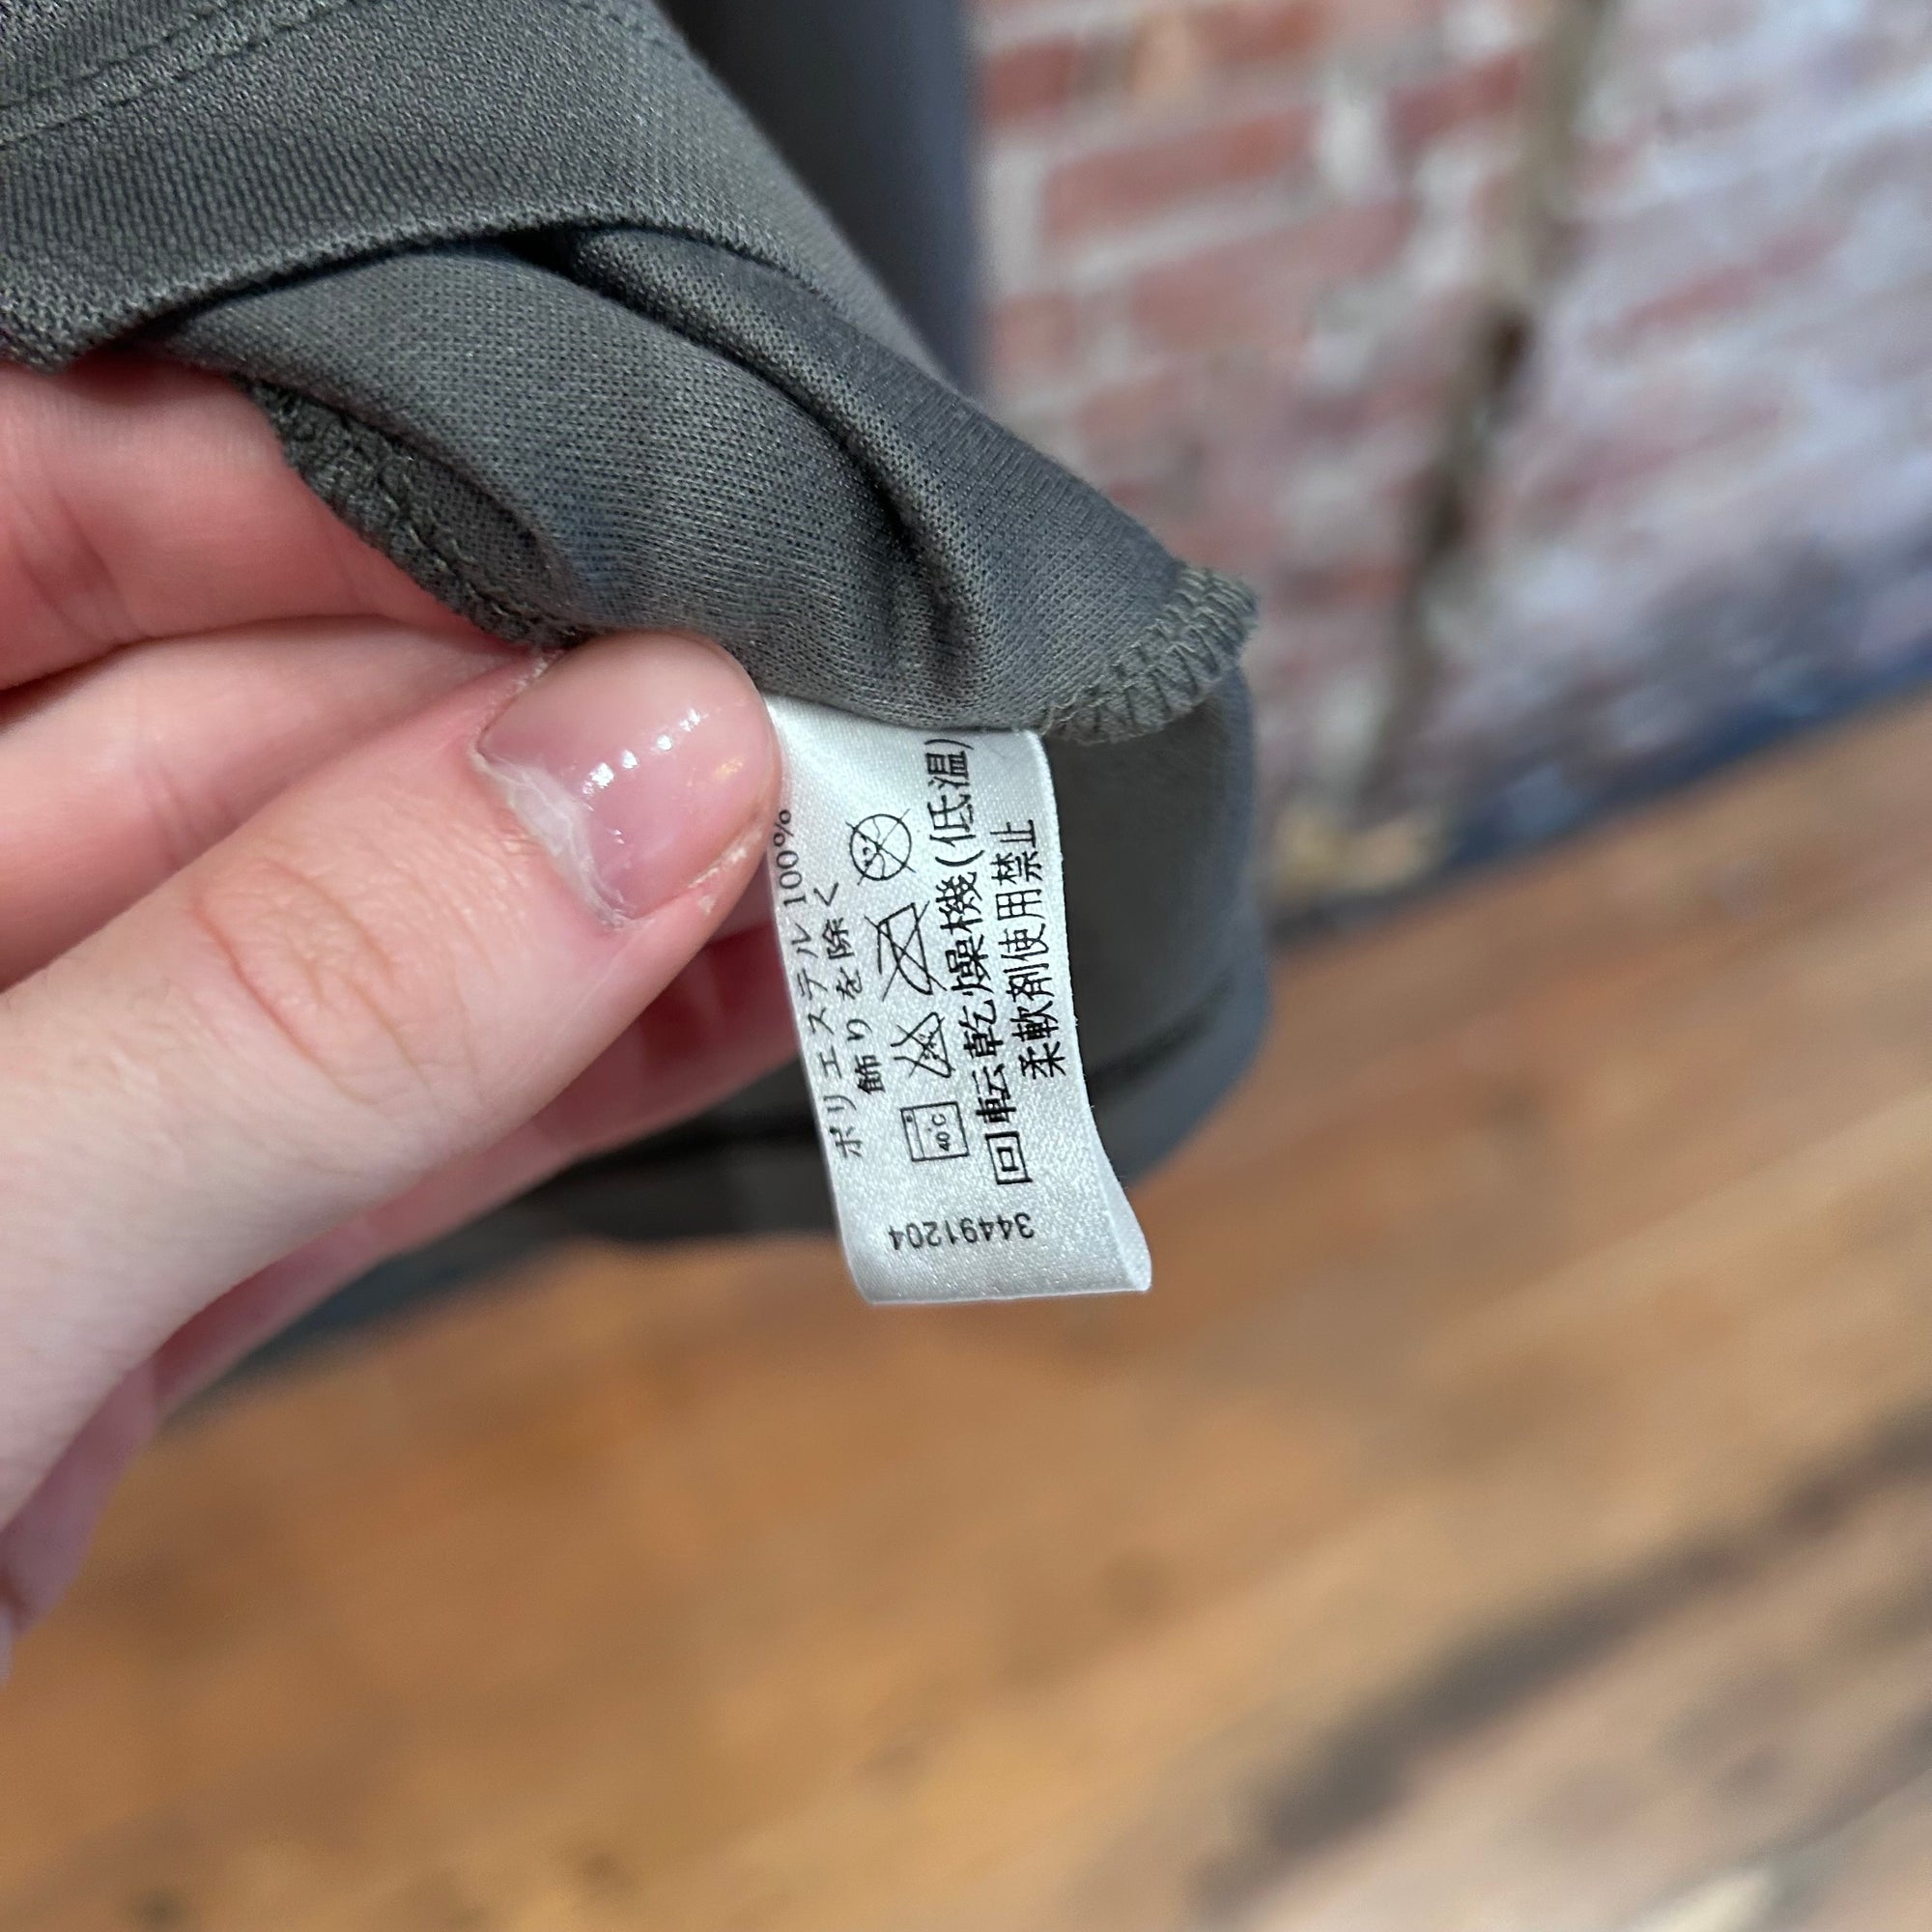 ポリエステル 100%
飾りを除く
40℃
回転乾燥機(低温)
柔軟剤使用禁止
34491204